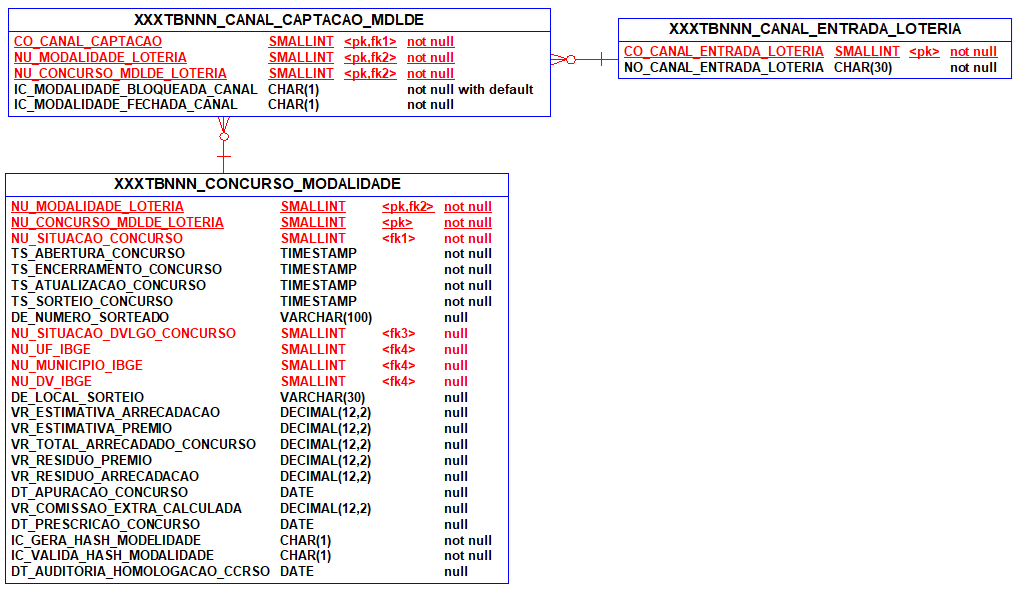 XXXTBNNN_CANAL_CAPTACAO_MDLDE
CO_CANAL_CAPTACAO SMALLINT <pk,fk1> not null
NU_MODALIDADE_LOTERIA SMALLINT <pk,fk2> not null
NU_CONCURSO_MDLDE_LOTERIA SMALLINT <pk,fk2> not null
IC_MODALIDADE_BLOQUEADA_CANAL CHAR(1) not null with default
IC_MODALIDADE_FECHADA_CANAL CHAR(1) not null
XXXTBNNN_CANAL_ENTRADA_LOTERIA
CO_CANAL_ENTRADA_LOTERIA SMALLINT <pk> not null
NO_CANAL_ENTRADA_LOTERIA CHAR(30) not null
XXXTBNNN_CONCURSO_MODALIDADE
NU_MODALIDADE_LOTERIA SMALLINT <pk,fk2> not null
NU_CONCURSO_MDLDE_LOTERIA SMALLINT <pk> not null
NU_SITUACAO_CONCURSO SMALLINT <fk1> not null
TS_ABERTURA_CONCURSO TIMESTAMP not null
TS_ENCERRAMENTO_CONCURSO TIMESTAMP not null
TS_ATUALIZACAO_CONCURSO TIMESTAMP not null
TS_SORTEIO_CONCURSO TIMESTAMP not null
DE_NUMERO_SORTEADO VARCHAR(100) null
NU_SITUACAO_DVLGO_CONCURSO SMALLINT <fk3> null
NU_UF_IBGE SMALLINT <fk4> null
NU_MUNICIPIO_IBGE SMALLINT <fk4> null
NU_DV_IBGE SMALLINT <fk4> null
DE_LOCAL_SORTEIO VARCHAR(30) null
VR_ESTIMATIVA_ARRECADACAO DECIMAL(12,2) null
VR_ESTIMATIVA_PREMIO DECIMAL(12,2) null
VR_TOTAL_ARRECADADO_CONCURSO DECIMAL(12,2) null
VR_RESIDUO_PREMIO DECIMAL(12,2) null
VR_RESIDUO_ARRECADACAO DECIMAL(12,2) null
DT_APURACAO_CONCURSO DATE null
VR_COMISSAO_EXTRA_CALCULADA DECIMAL(12,2) null
DT_PRESCRICAO_CONCURSO DATE null
IC_GERA_HASH_MODELIDADE CHAR(1) not null
IC_VALIDA_HASH_MODALIDADE CHAR(1) not null
DT_AUDITORIA_HOMOLOGACAO_CCRSO DATE null